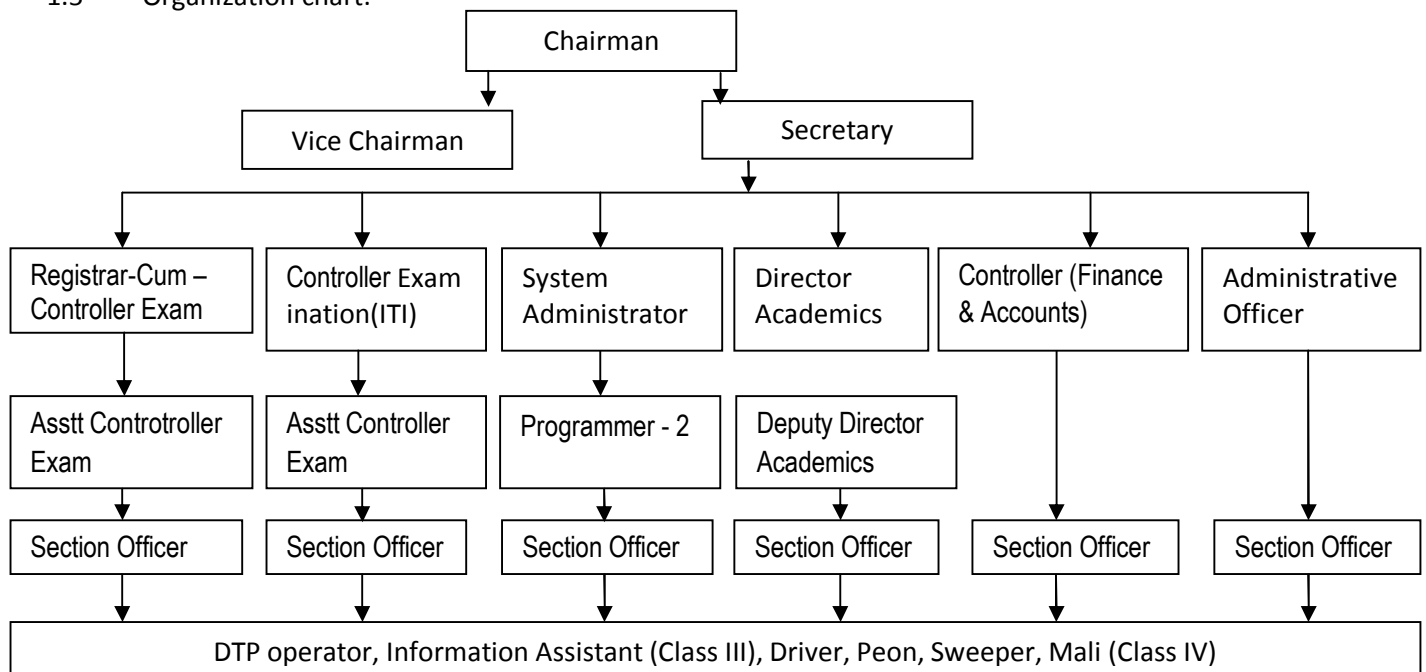 1.3 Organization chart:
Chairman
Vice Chairman
Secretary
Registrar-Cum –
Controller Exam
Controller Exam
ination(ITI)
System
Administrator
Director
Academics
Controller (Finance
& Accounts)
Administrative
Officer
Asstt Controtroller
Exam
Asstt Controller
Exam
Programmer - 2
Deputy Director
Academics
Section Officer
Section Officer
Section Officer
Section Officer
Section Officer
Section Officer
DTP operator, Information Assistant (Class III), Driver, Peon, Sweeper, Mali (Class IV)